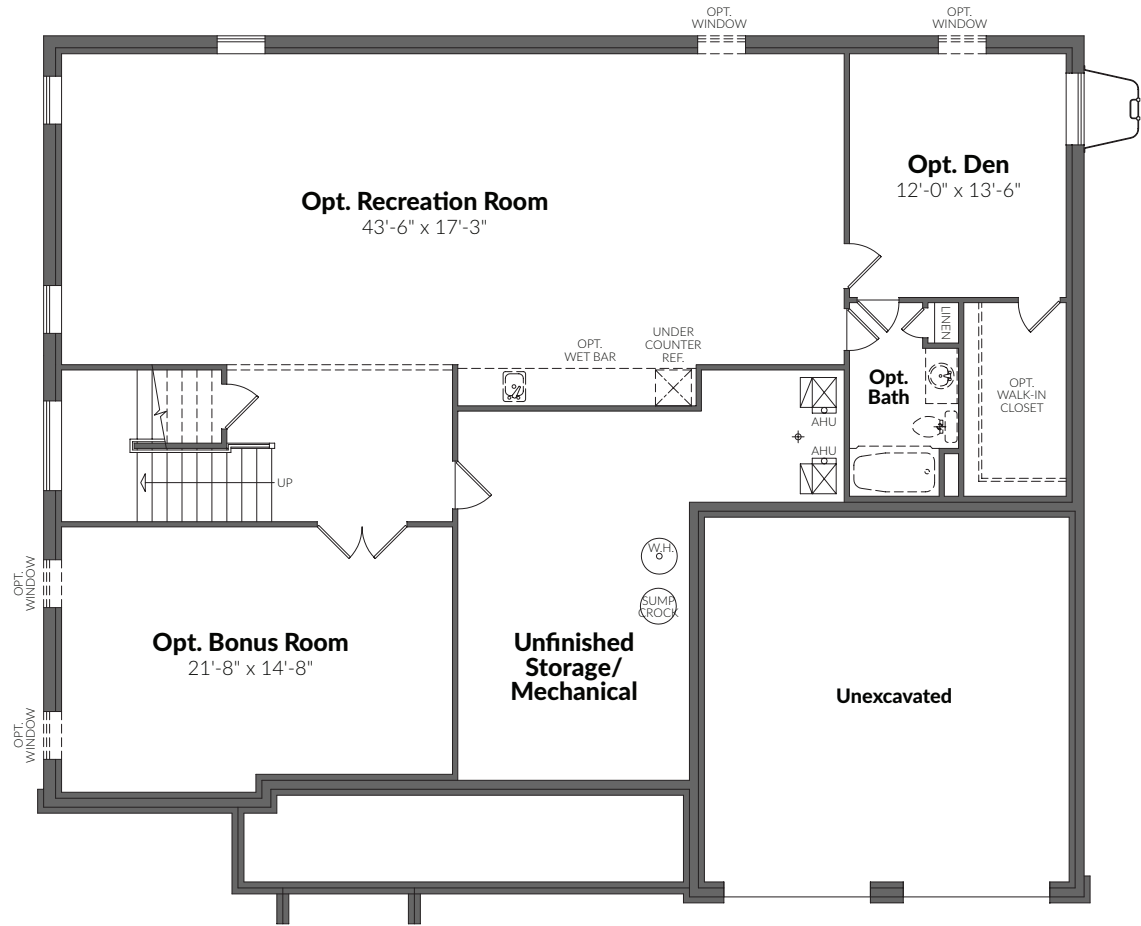 OPT.
WINDOW
OPT.
WINDOW
Opt. Den
12'-0" x 13'-6"
Opt. Recreation Room
43'-6" x 17'-3"
LINEN
OPT.
WET BAR
UNDER
COUNTER
REF.
Opt.
Bath
OPT.
WALK-IN
CLOSET
AHU
AHU
UP
OPT.
WINDOW
W.H.
SUMP
CROCK
Opt. Bonus Room
21'-8" x 14'-8"
Unfinished
Storage/
Mechanical
Unexcavated
OPT.
WINDOW